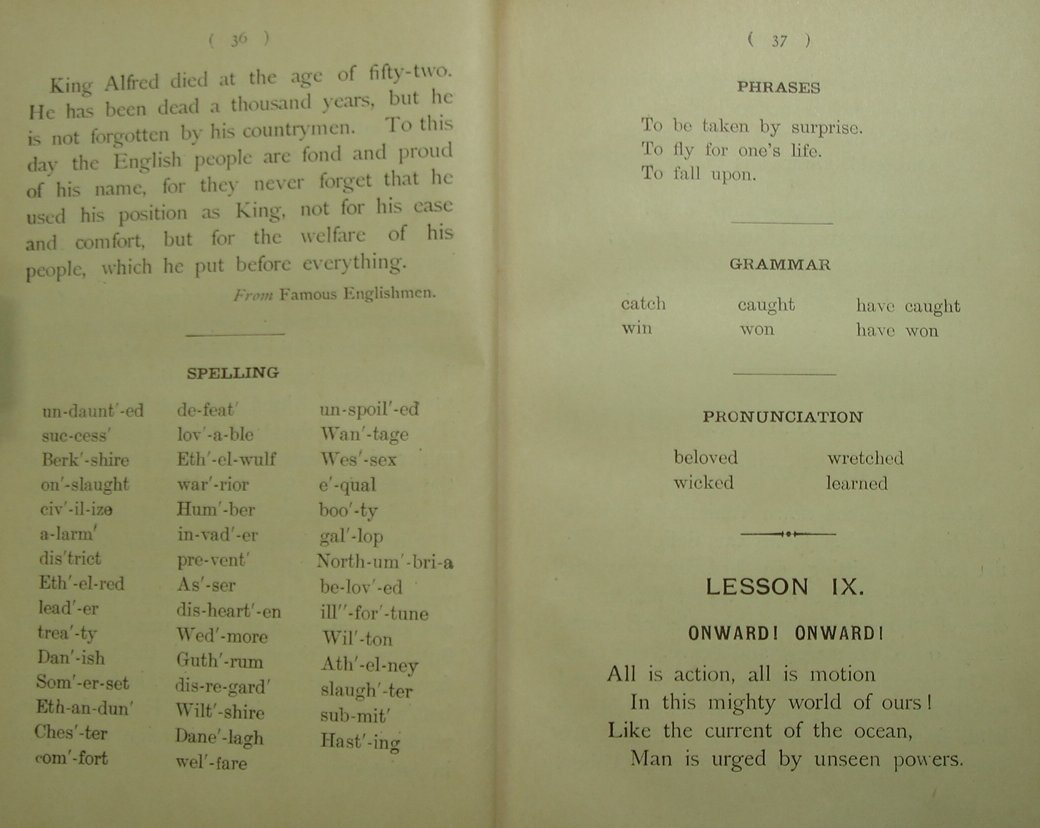 ( 36 )
King Alfred died at the age of fifty-two.
He has been dead a thousand years, but he
is not forgotten by his countrymen. To this
day the English people are fond and proud
of his name, for they never forget that he
used his position as King, not for his ease
and comfort, but for the welfare of his
people, which he put before everything.
From Famous Englishmen.
SPELLING
un-daunt'-ed de-feat' un-spoil'-ed
suc-cess' lov'-a-ble Wan'-tage
Berk'-shire Eth'-el-wulf Wes'-sex
on'-slaught war'-rior e'-qual
civ'-il-ize Hum'-ber boo'-ty
a-larm' in-vad'-er gal'-lop
dis'trict pre-vent' North-um'-bri-a
Eth'-el-red As'-ser be-lov'-ed
lead'-er dis-heart'-en ill''-for'-tune
trea'-ty Wed'-more Wil'-ton
Dan'-ish Guth'-rum Ath'-el-ney
Som'-er-set dis-re-gard' slaugh'-ter
Eth-an-dun' Wilt'-shire sub-mit'
Ches'-ter Dane'-lagh Hast'-ing
com'-fort wel'-fare
( 37 )
PHRASES
To be taken by surprise.
To fly for one's life.
To fall upon.
GRAMMAR
catch caught have caught
win won have won
PRONUNCIATION
beloved wretched
wicked learned
LESSON IX.
ONWARD! ONWARD!
All is action, all is motion
In this mighty world of ours!
Like the current of the ocean,
Man is urged by unseen powers.